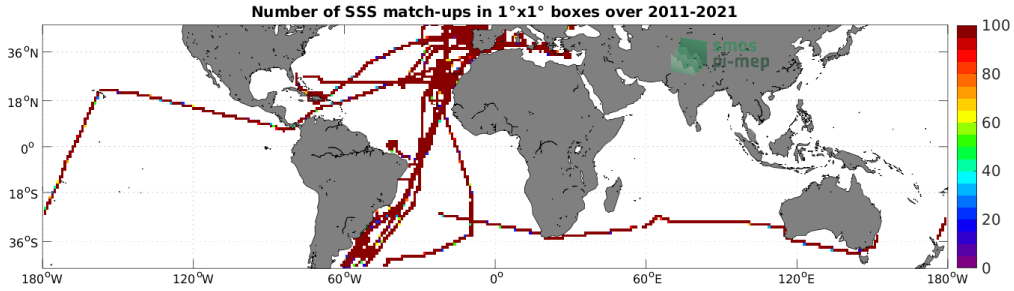 Number of SSS match-ups in 1°x1° boxes over 2011-2021
36°N
18°N
0°
18°S
36°S
180°W
120°W
60°W
0°
60°E
120°E
180°W
100
80
60
40
20
0
smos
pi-mep